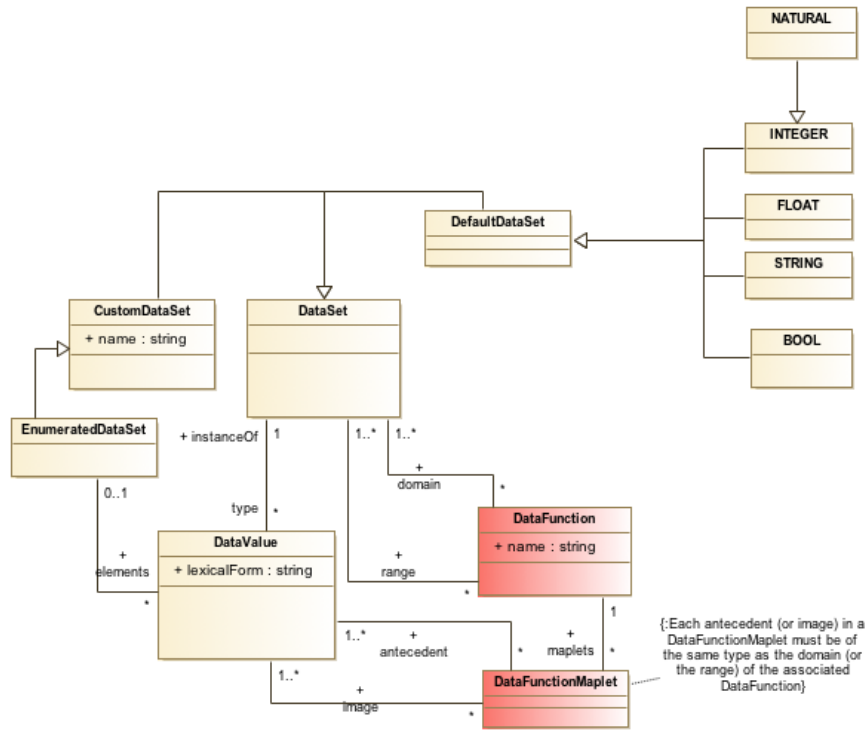 NATURAL
INTEGER
FLOAT
STRING
BOOL
DefaultDataSet
CustomDataSet
+ name : string
DataSet
EnumeratedDataSet
+ instanceOf
1
1..*
1..*
+
domain
*
0..1
type
*
DataFunction
+ name : string
DataValue
+ lexicalForm : string
+
elements
*
+
range
*
1
1..*
+
antecedent
*
+
maplets
*
{:Each antecedent (or image) in a
DataFunctionMaplet must be of
the same type as the domain (or
the range) of the associated
DataFunction}
1..*
+
image
*
DataFunctionMaplet